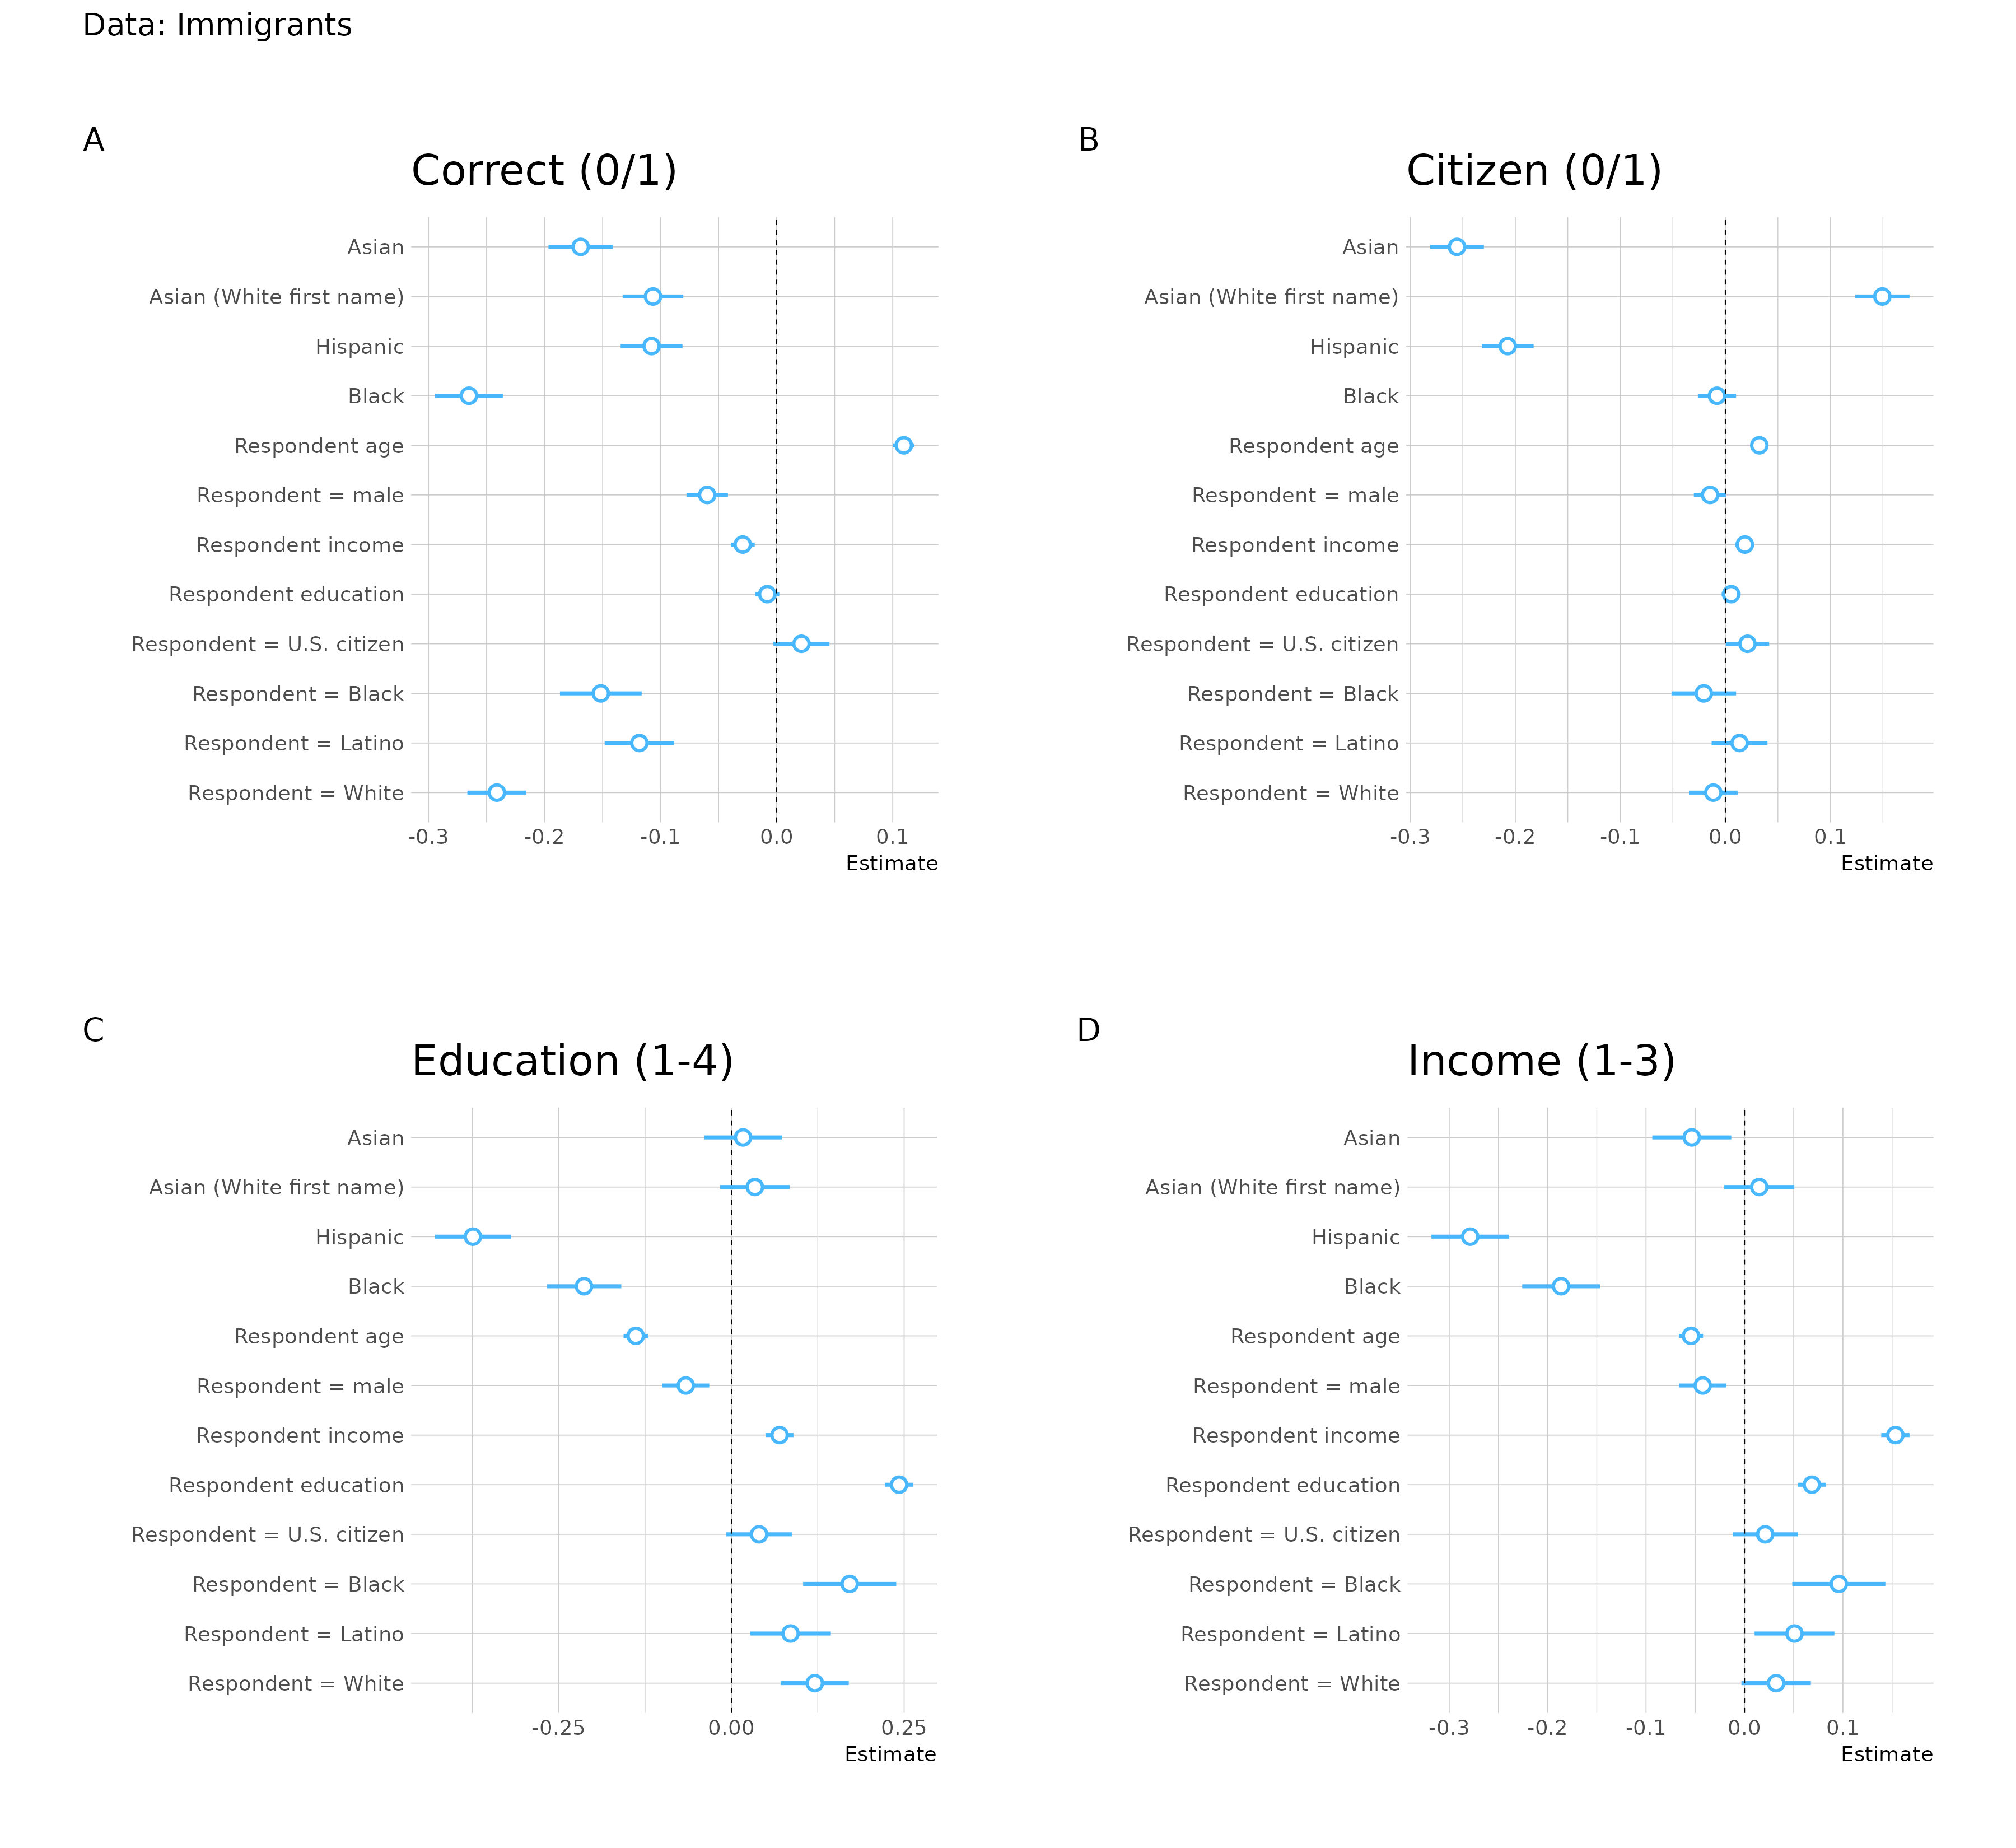 Data: Immigrants
A
Correct (0/1)
Asian
Asian (White first name)
Hispanic
Black
Respondent age
Respondent = male
Respondent income
Respondent education
Respondent = U.S. citizen
Respondent = Black
Respondent = Latino
Respondent = White
-0.3 -0.2 -0.1 0.0 0.1
Estimate
B
Citizen (0/1)
Asian
Asian (White first name)
Hispanic
Black
Respondent age
Respondent = male
Respondent income
Respondent education
Respondent = U.S. citizen
Respondent = Black
Respondent = Latino
Respondent = White
-0.3 -0.2 -0.1 0.0 0.1
Estimate
C
Education (1-4)
Asian
Asian (White first name)
Hispanic
Black
Respondent age
Respondent = male
Respondent income
Respondent education
Respondent = U.S. citizen
Respondent = Black
Respondent = Latino
Respondent = White
-0.25 0.00 0.25
Estimate
D
Income (1-3)
Asian
Asian (White first name)
Hispanic
Black
Respondent age
Respondent = male
Respondent income
Respondent education
Respondent = U.S. citizen
Respondent = Black
Respondent = Latino
Respondent = White
-0.3 -0.2 -0.1 0.0 0.1
Estimate